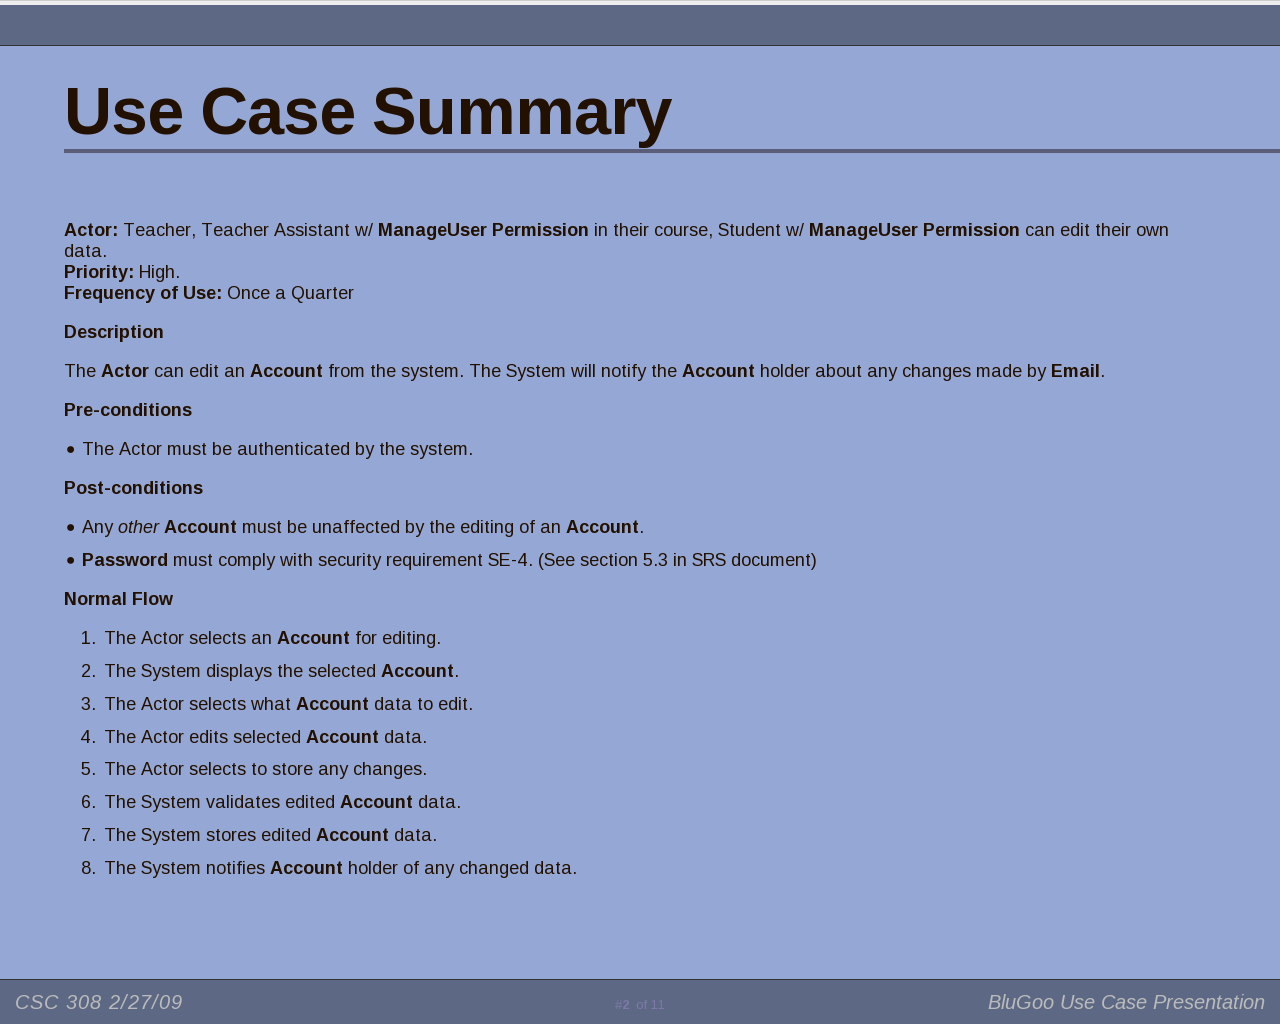 Use Case Summary
Actor: Teacher, Teacher Assistant w/ ManageUser Permission in their course, Student w/ ManageUser Permission can edit their own
data.
Priority: High.
Frequency of Use: Once a Quarter
Description
The Actor can edit an Account from the system. The System will notify the Account holder about any changes made by Email.
Pre-conditions
• The Actor must be authenticated by the system.
Post-conditions
• Any other Account must be unaffected by the editing of an Account.
• Password must comply with security requirement SE-4. (See section 5.3 in SRS document)
Normal Flow
1. The Actor selects an Account for editing.
2. The System displays the selected Account.
3. The Actor selects what Account data to edit.
4. The Actor edits selected Account data.
5. The Actor selects to store any changes.
6. The System validates edited Account data.
7. The System stores edited Account data.
8. The System notifies Account holder of any changed data.
CSC 308 2/27/09
#2 of 11
BluGoo Use Case Presentation